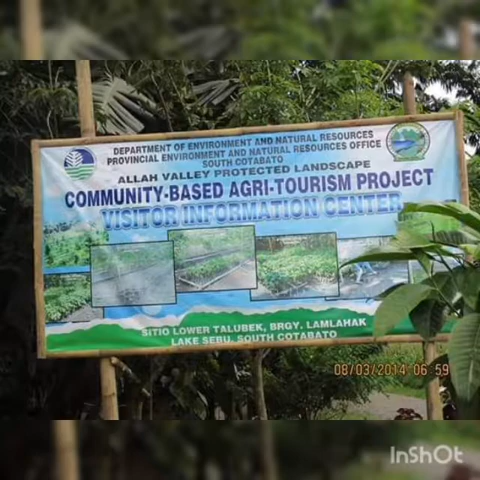 DEPARTMENT OF ENVIRONMENT AND NATURAL RESOURCES
PROVINCIAL ENVIRONMENT AND NATURAL RESOURCES OFFICE
SOUTH COTABATO
ALLAH VALLEY PROTECTED LANDSCAPE
COMMUNITY-BASED AGRI-TOURISM PROJECT
VISITOR INFORMATION CENTER
SITIO LOWER TALUBEK, BRGY. LAMLAHAK
LAKE SEBU, SOUTH COTABATO
08/03/2014 06:59
InShOt